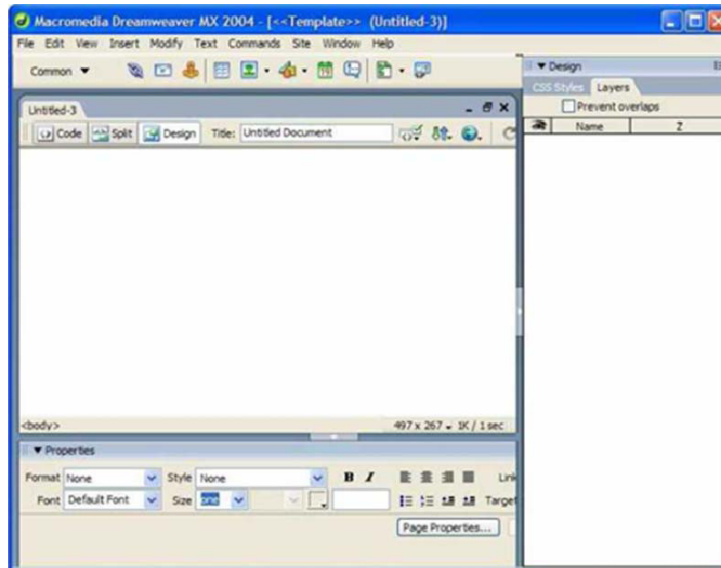 Macromedia Dreamweaver MX 2004 - [<<Template>> (Untitled-3)]
File Edit View Insert Modify Text Commands Site Window Help
Common
Design
CSS Styles Layers
Prevent overlaps
Name Z
Untitled-3
Code Split Design Title: Untitled Document
<body> 497 x 267 1K / 1 sec
Properties
Format None Style None B I Link
Font Default Font Size Target
Page Properties...